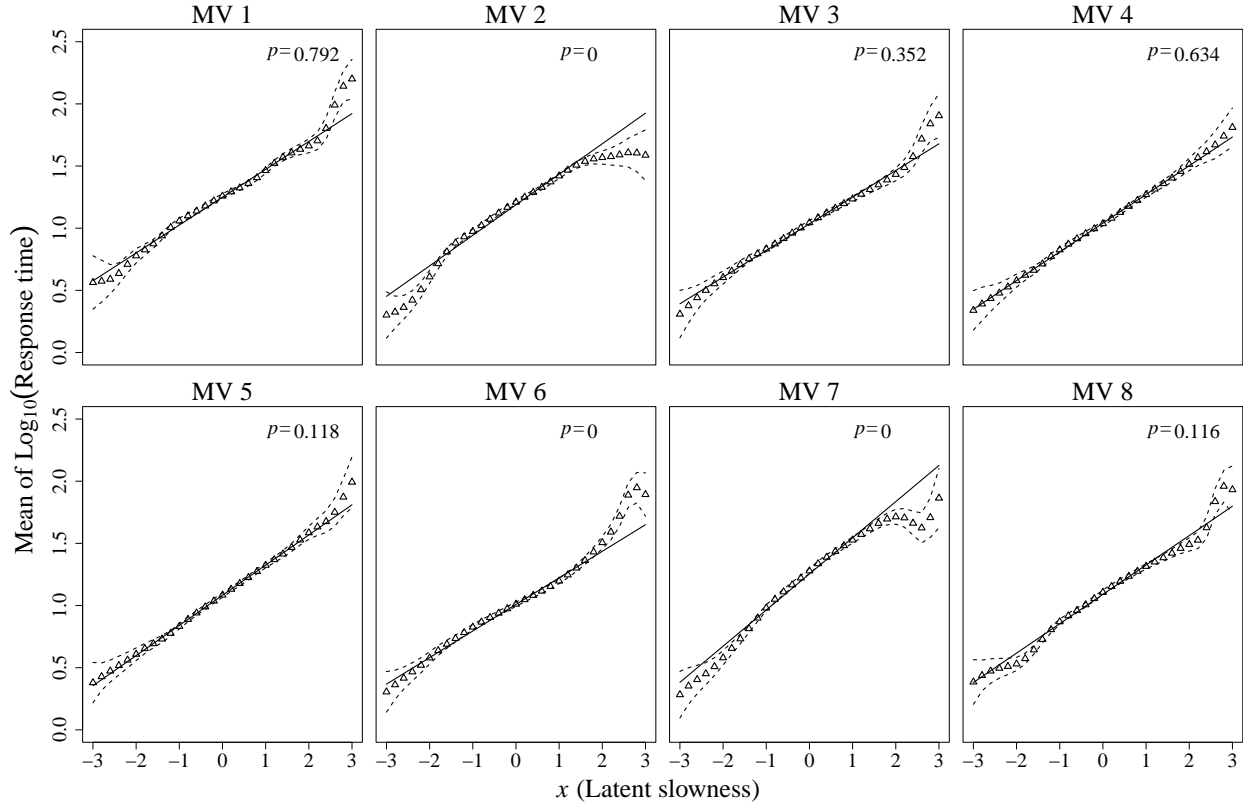 MV 1 MV 2 MV 3 MV 4
p=0.792 p=0 p=0.352 p=0.634
2.5
2.0
1.5
1.0
0.5
0.0
MV 5 MV 6 MV 7 MV 8
p=0.118 p=0 p=0 p=0.116
2.5
2.0
1.5
1.0
0.5
0.0
Mean of Log10(Response time)
−3 −2 −1 0 1 2 3 −3 −2 −1 0 1 2 3 −3 −2 −1 0 1 2 3 −3 −2 −1 0 1 2 3
x (Latent slowness)